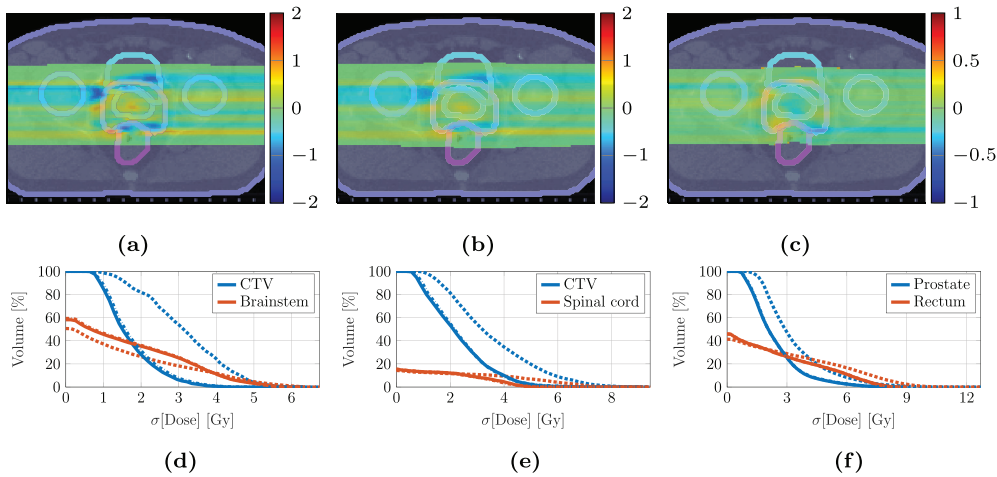 2
1
0
−1
−2
2
1
0
−1
−2
1
0.5
0
−0.5
−1
(a)
(b)
(c)
100
80
60
40
20
0
Volume [%]
CTV
Brainstem
0 1 2 3 4 5 6
σ[Dose] [Gy]
100
80
60
40
20
0
Volume [%]
CTV
Spinal cord
0 2 4 6 8
σ[Dose] [Gy]
100
80
60
40
20
0
Volume [%]
Prostate
Rectum
0 3 6 9 12
σ[Dose] [Gy]
(d)
(e)
(f)